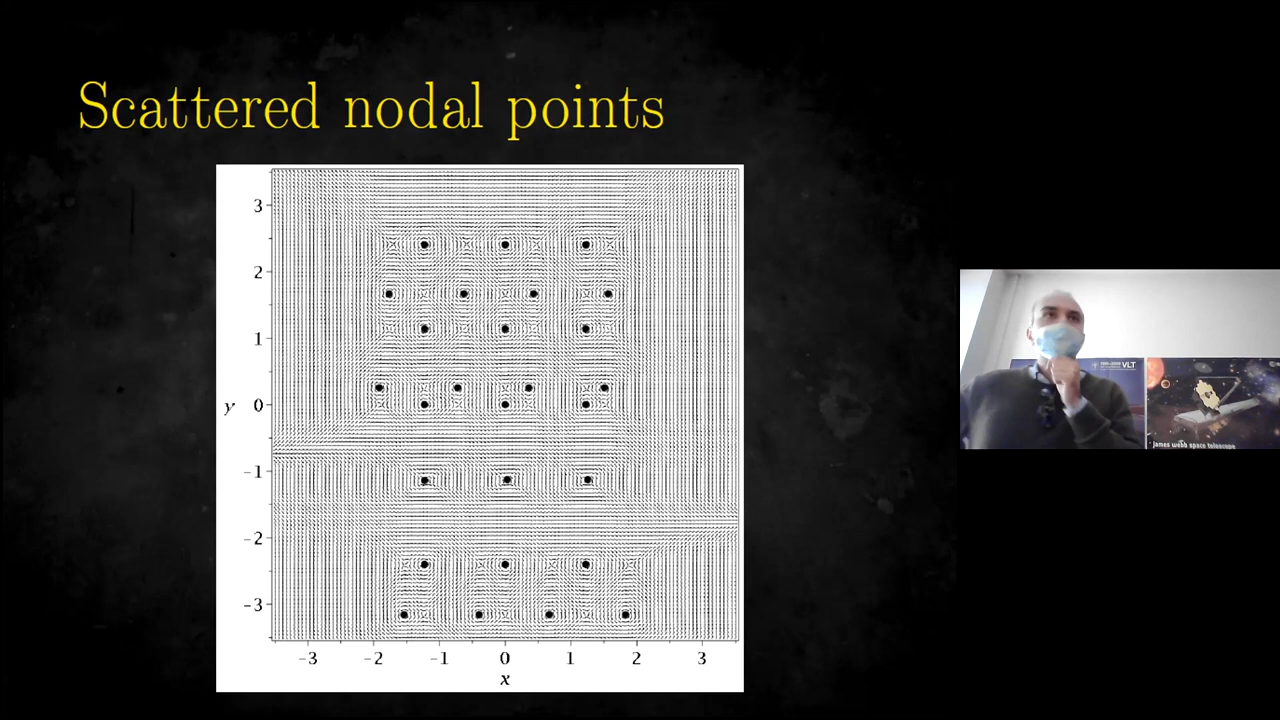 Scattered nodal points
3
2
1
y 0
−1
−2
−3
−3 −2 −1 0 1 2 3
x
VLT
james webb space telescope